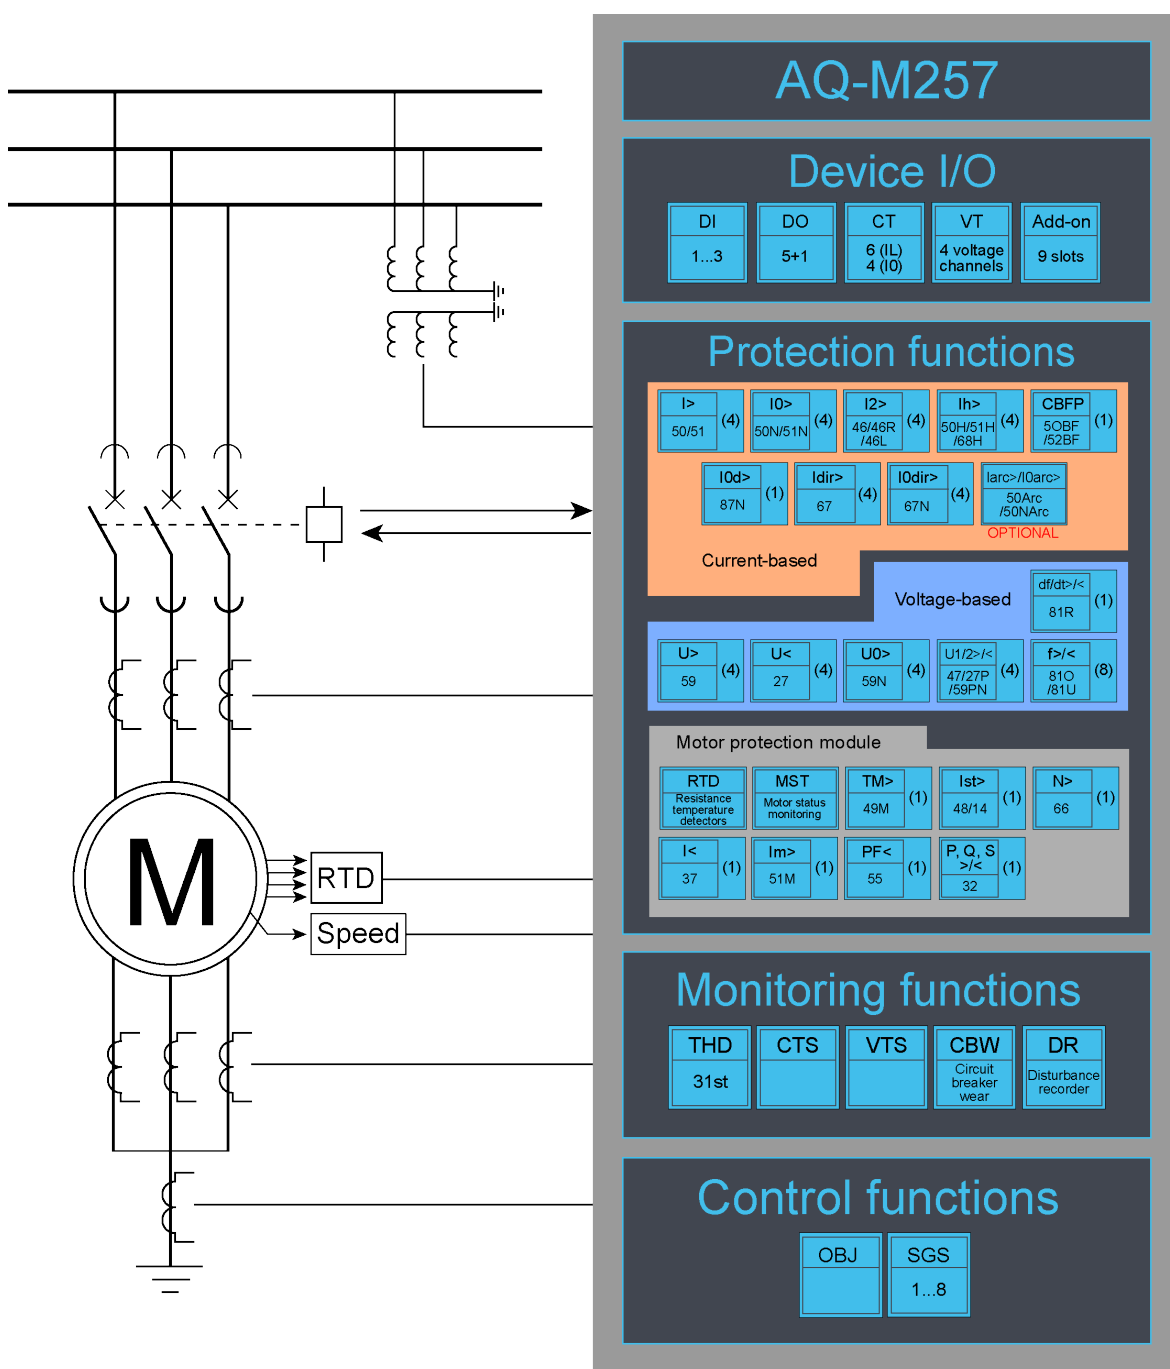 AQ-M257
Device I/O
DI
1...3
DO
5+1
CT
6 (IL)
4 (I0)
VT
4 voltage
channels
Add-on
9 slots
Protection functions
I>
50/51
(4)
I0>
50N/51N
(4)
I2>
46/46R
/46L
(4)
Ih>
50H/51H
/68H
(4)
CBFP
5OBF
/52BF
(1)
I0d>
87N
(1)
Idir>
67
(4)
I0dir>
67N
(4)
Iarc>/I0arc>
50Arc
/50NArc
OPTIONAL
Current-based
Voltage-based
df/dt>/<
81R
(1)
U>
59
(4)
U<
27
(4)
U0>
59N
(4)
U1/2>/<
47/27P
/59PN
(4)
f>/<
81O
/81U
(8)
Motor protection module
RTD
Resistance
temperature
detectors
MST
Motor status
monitoring
TM>
49M
(1)
Ist>
48/14
(1)
N>
66
(1)
I<
37
(1)
Im>
51M
(1)
PF<
55
(1)
P, Q, S
>/<
32
(1)
M
RTD
Speed
Monitoring functions
THD
31st
CTS
VTS
CBW
Circuit
breaker
wear
DR
Disturbance
recorder
Control functions
OBJ
SGS
1...8